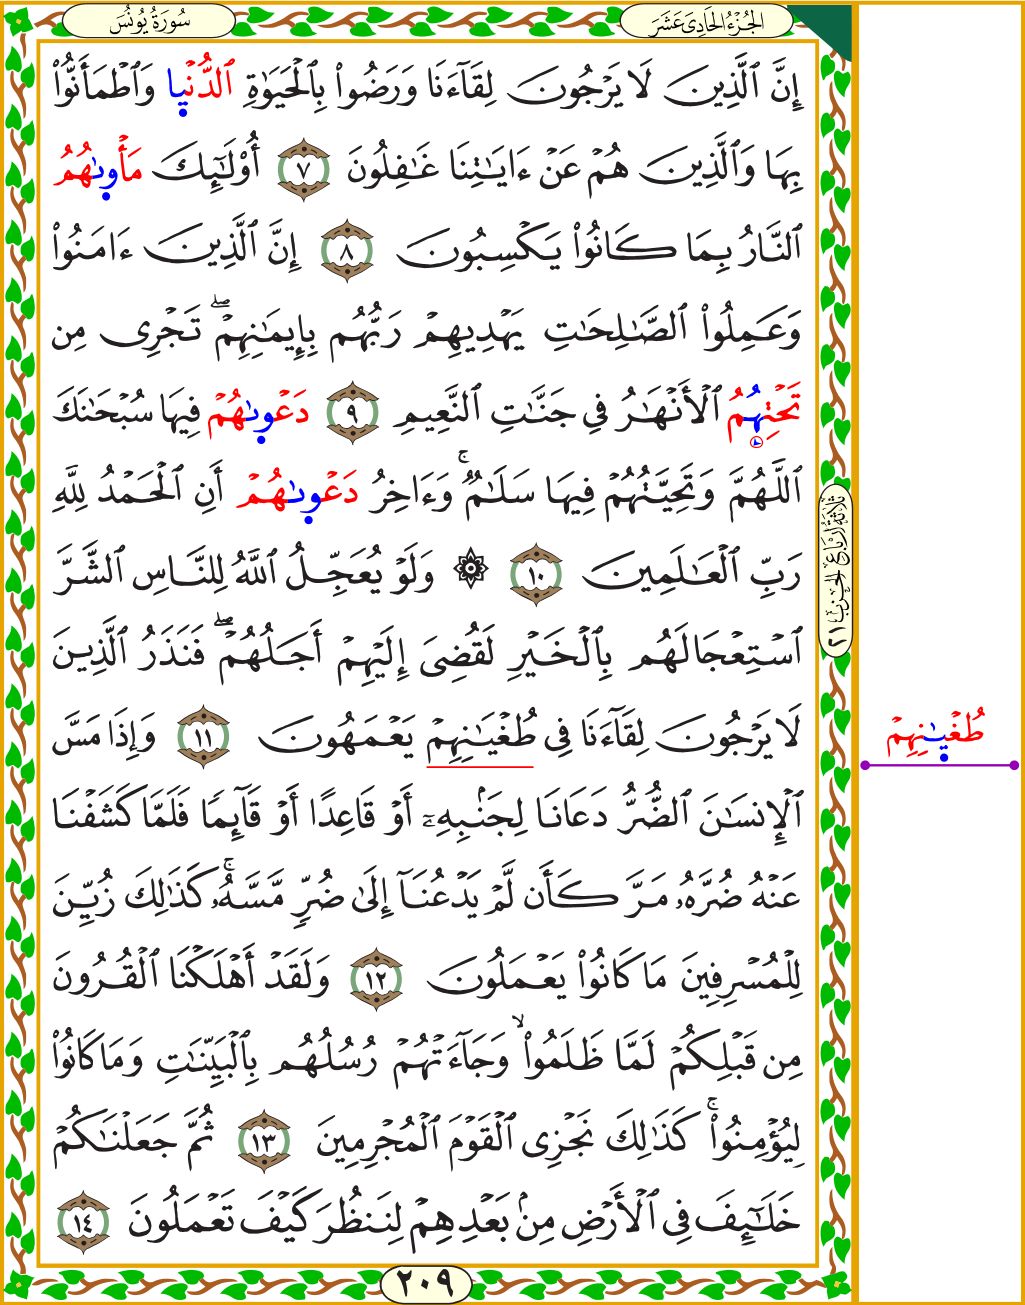 سُورَةُ يُونُسَ
الجُزْءُ الحَادِى عَشَرَ
إِنَّ ٱلَّذِينَ لَا يَرْجُونَ لِقَآءَنَا وَرَضُوا۟ بِٱلْحَيَوٰةِ ٱلدُّنْيٜا وَٱطْمَأَنُّوا۟
بِهَا وَٱلَّذِينَ هُمْ عَنْ ءَايَـٰتِنَا غَـٰفِلُونَ ٧ أُو۟لَـٰٓئِكَ مَأْوٜىٰهُمُ
ٱلنَّارُ بِمَا كَانُوا۟ يَكْسِبُونَ ٨ إِنَّ ٱلَّذِينَ ءَامَنُوا۟
وَعَمِلُوا۟ ٱلصَّـٰلِحَـٰتِ يَهْدِيهِمْ رَبُّهُم بِإِيمَـٰنِهِمْ ۖ تَجْرِى مِن
تَحْتِهُمُ ٱلْأَنْهَـٰرُ فِى جَنَّـٰتِ ٱلنَّعِيمِ ٩ دَعْوٜىٰهُمْ فِيهَا سُبْحَـٰنَكَ
ٱللَّهُمَّ وَتَحِيَّتُهُمْ فِيهَا سَلَـٰمٌ ۚ وَءَاخِرُ دَعْوٜىٰهُمْ أَنِ ٱلْحَمْدُ لِلَّهِ
رَبِّ ٱلْعَـٰلَمِينَ ١٠ ۞ وَلَوْ يُعَجِّلُ ٱللَّهُ لِلنَّاسِ ٱلشَّرَّ
ٱسْتِعْجَالَهُم بِٱلْخَيْرِ لَقُضِىَ إِلَيْهِمْ أَجَلُهُمْ ۖ فَنَذَرُ ٱلَّذِينَ
لَا يَرْجُونَ لِقَآءَنَا فِى طُغْيَـٰنِهِمْ يَعْمَهُونَ ١١ وَإِذَا مَسَّ
ٱلْإِنسَـٰنَ ٱلضُّرُّ دَعَانَا لِجَنۢبِهِۦٓ أَوْ قَاعِدًا أَوْ قَآئِمًا فَلَمَّا كَشَفْنَا
عَنْهُ ضُرَّهُۥ مَرَّ كَأَن لَّمْ يَدْعُنَآ إِلَىٰ ضُرٍّ مَّسَّهُۥ ۚ كَذَٰلِكَ زُيِّنَ
لِلْمُسْرِفِينَ مَا كَانُوا۟ يَعْمَلُونَ ١٢ وَلَقَدْ أَهْلَكْنَا ٱلْقُرُونَ
مِن قَبْلِكُمْ لَمَّا ظَلَمُوا۟ ۙ وَجَآءَتْهُمْ رُسُلُهُم بِٱلْبَيِّنَـٰتِ وَمَا كَانُوا۟
لِيُؤْمِنُوا۟ ۚ كَذَٰلِكَ نَجْزِى ٱلْقَوْمَ ٱلْمُجْرِمِينَ ١٣ ثُمَّ جَعَلْنَـٰكُمْ
خَلَـٰٓئِفَ فِى ٱلْأَرْضِ مِنۢ بَعْدِهِمْ لِنَنظُرَ كَيْفَ تَعْمَلُونَ ١٤
٢٠٩
ثَلَاثَةُ أَرْبَاعِ الحِزْبِ ٢١
طُغْيٜـٰنِهِمْ